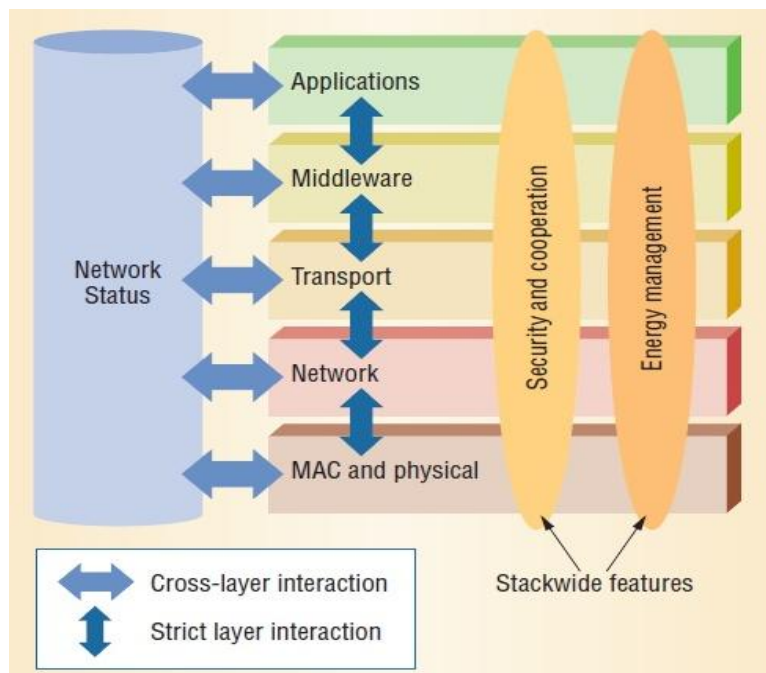 Applications
Middleware
Network
Status
Transport
Network
MAC and physical
Security and cooperation
Energy management
Cross-layer interaction
Strict layer interaction
Stackwide features